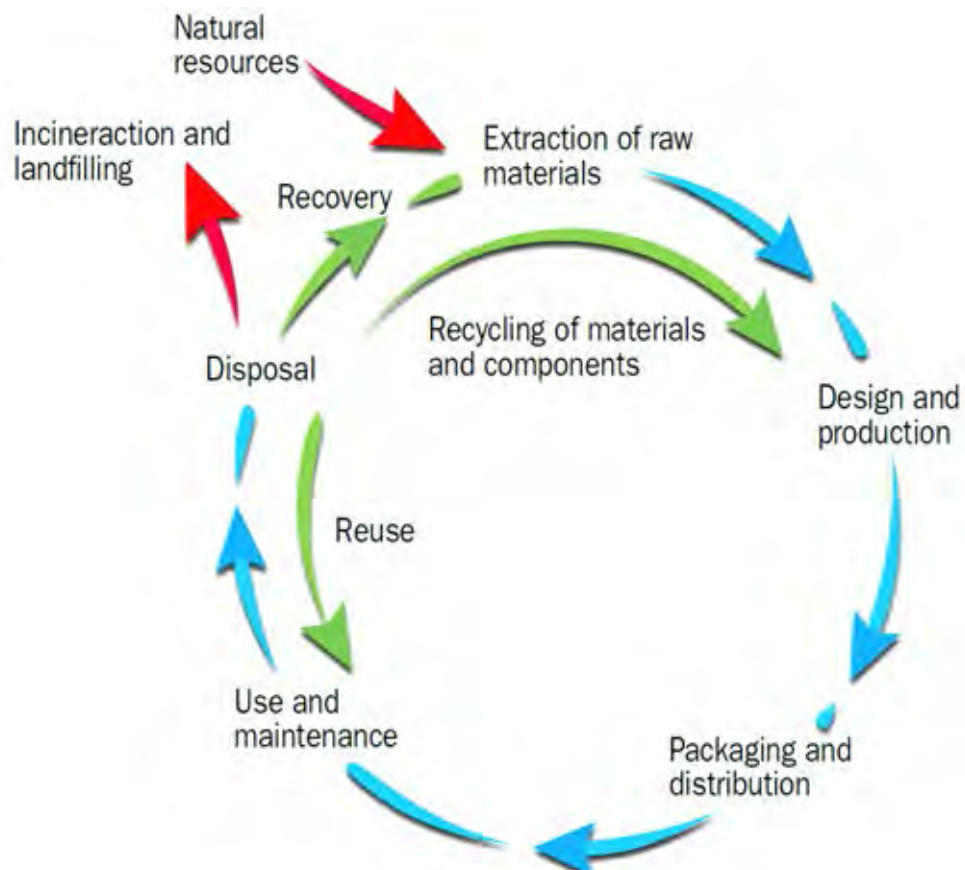 Natural
resources
Incineraction and
landfilling
Extraction of raw
materials
Recovery
Recycling of materials
and components
Disposal
Design and
production
Reuse
Use and
maintenance
Packaging and
distribution